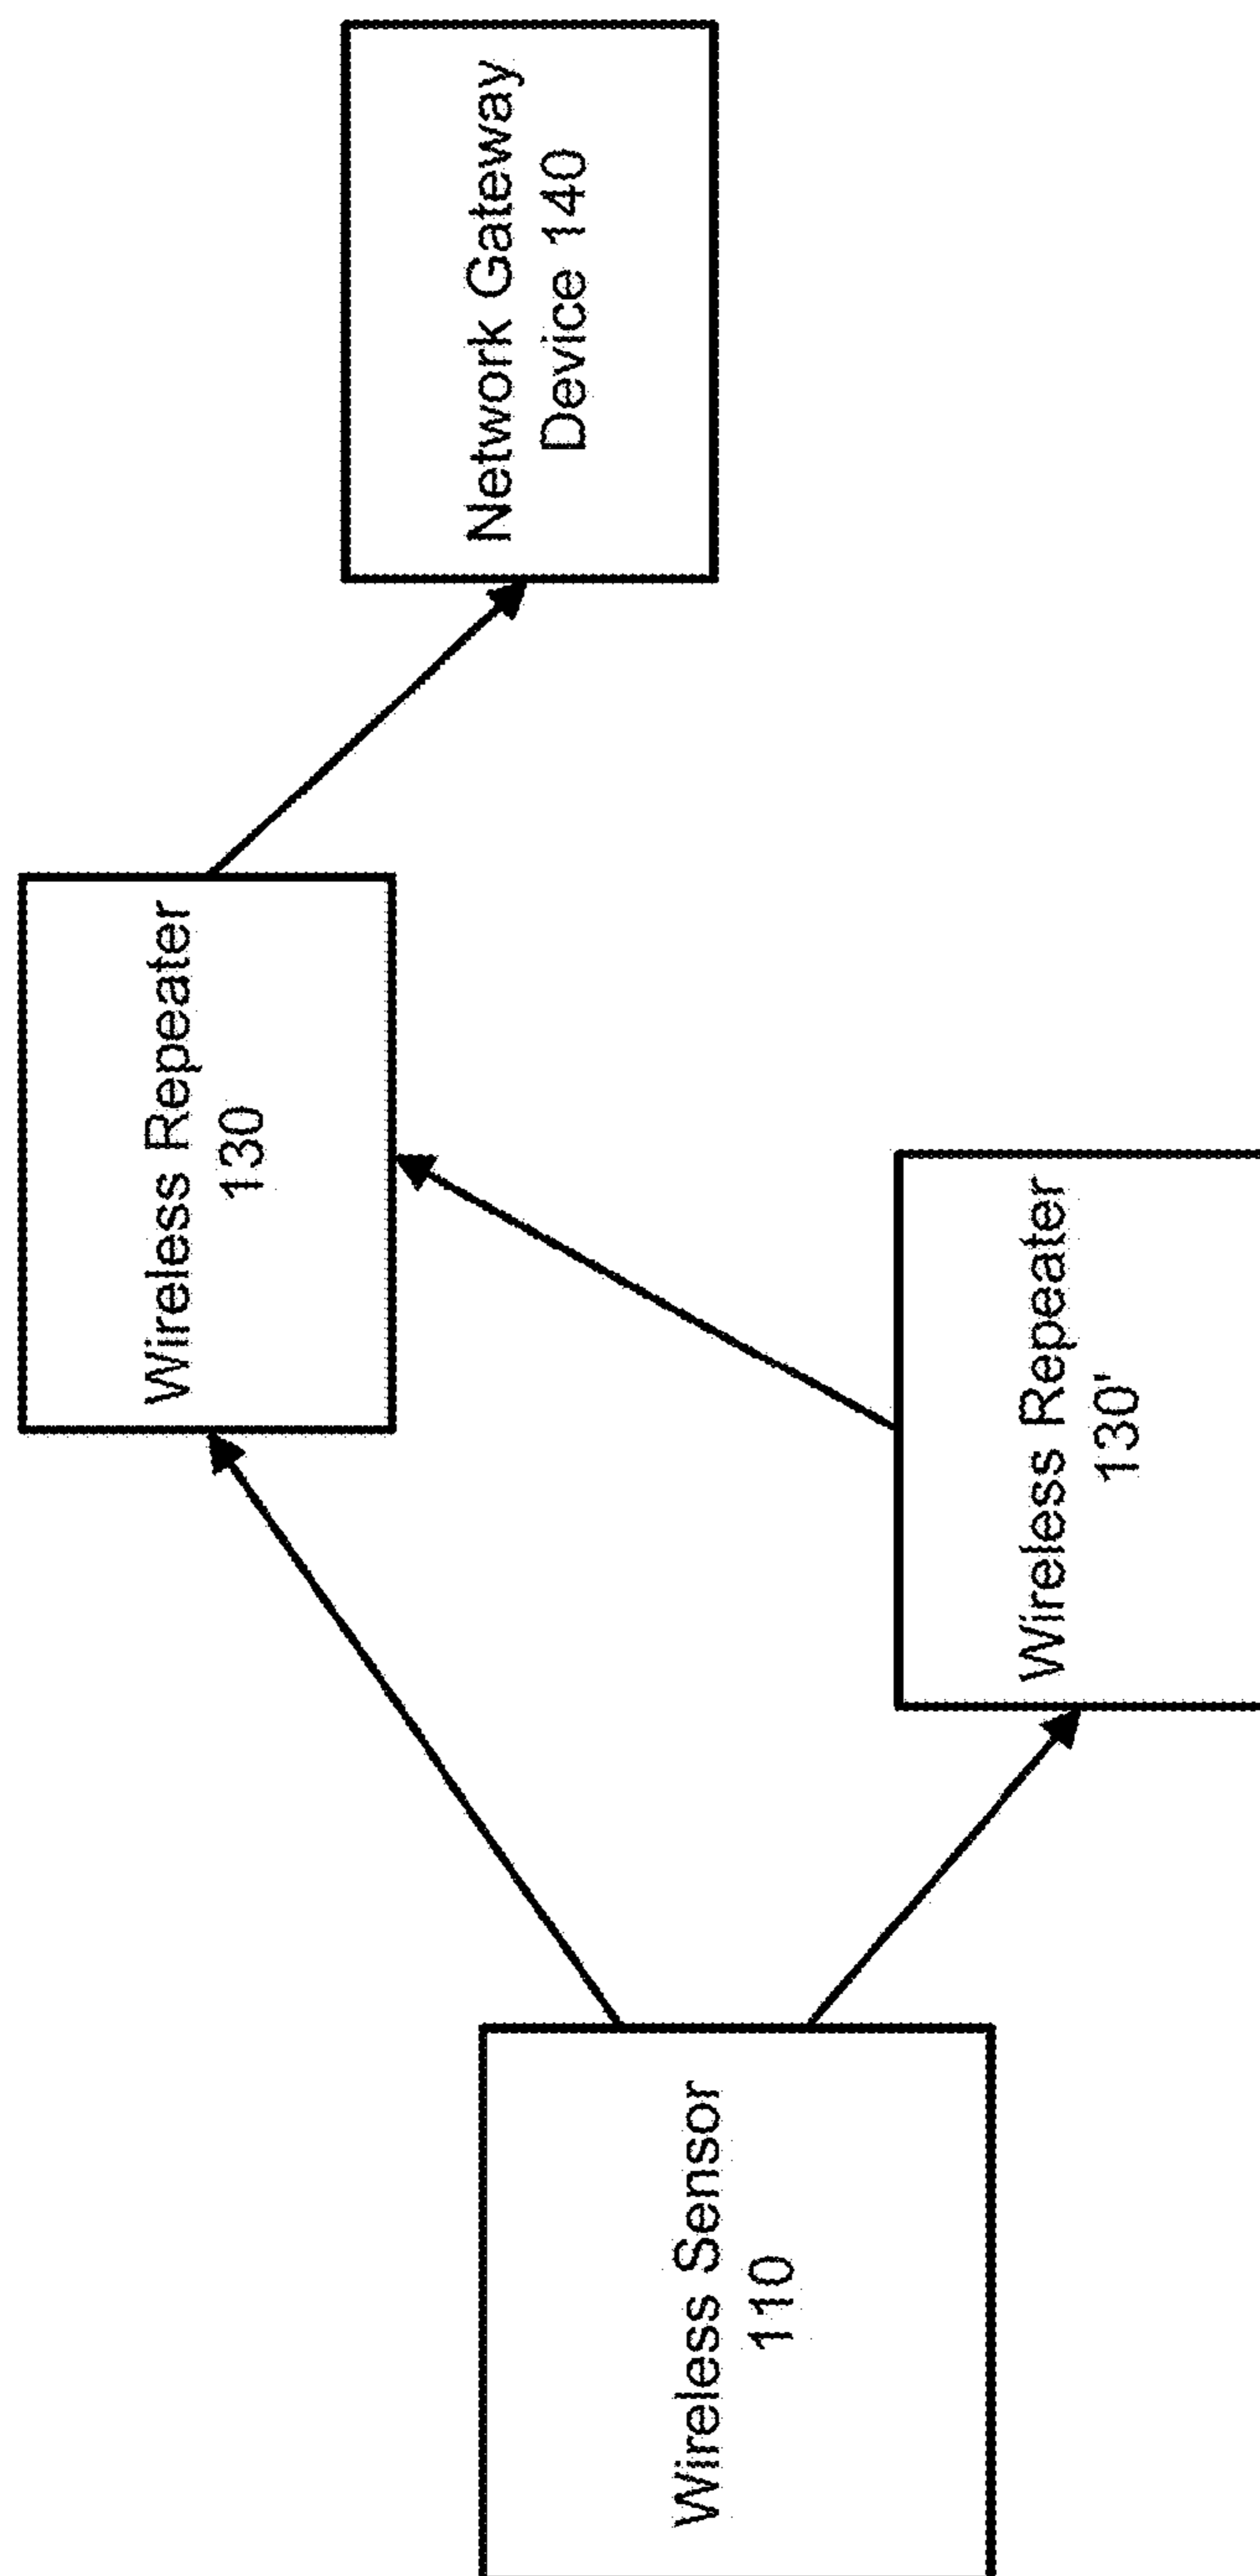 Wireless Sensor
110
Wireless Repeater
130
Wireless Repeater
130'
Network Gateway
Device 140